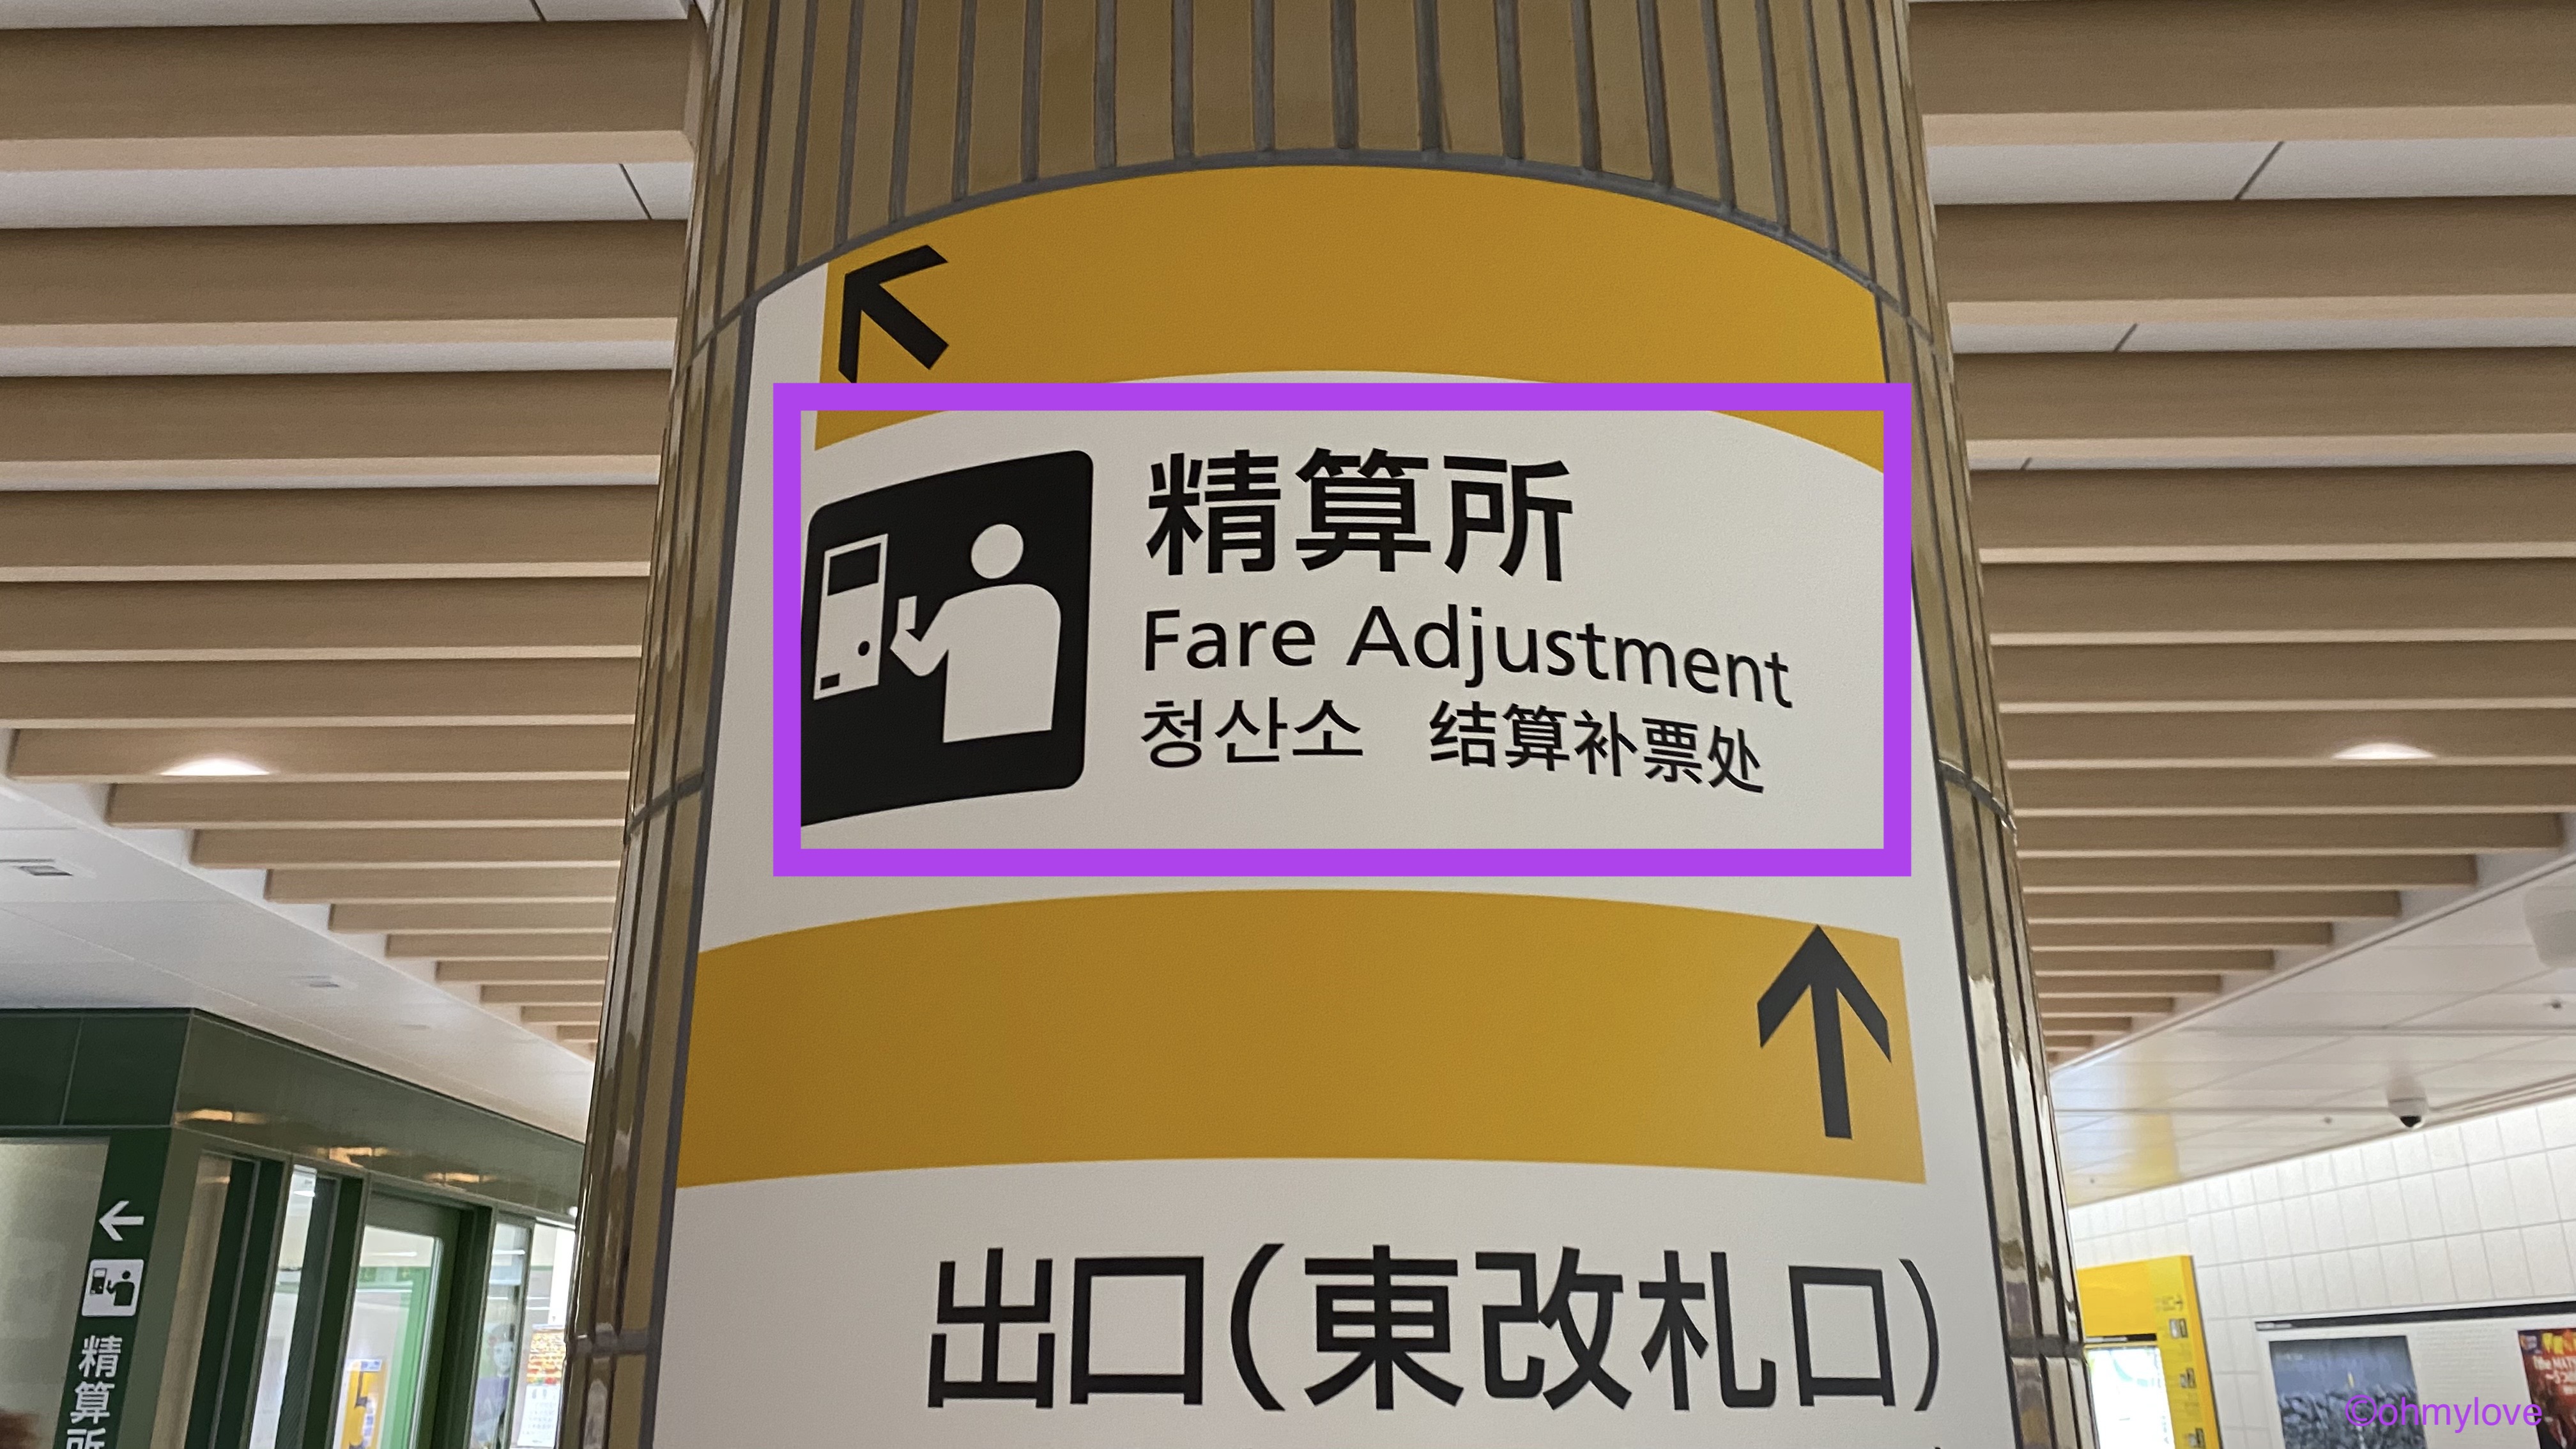 精算所
Fare Adjustment
청산소 结算补票处
出口(東改札口)
精算所
©ohmylove